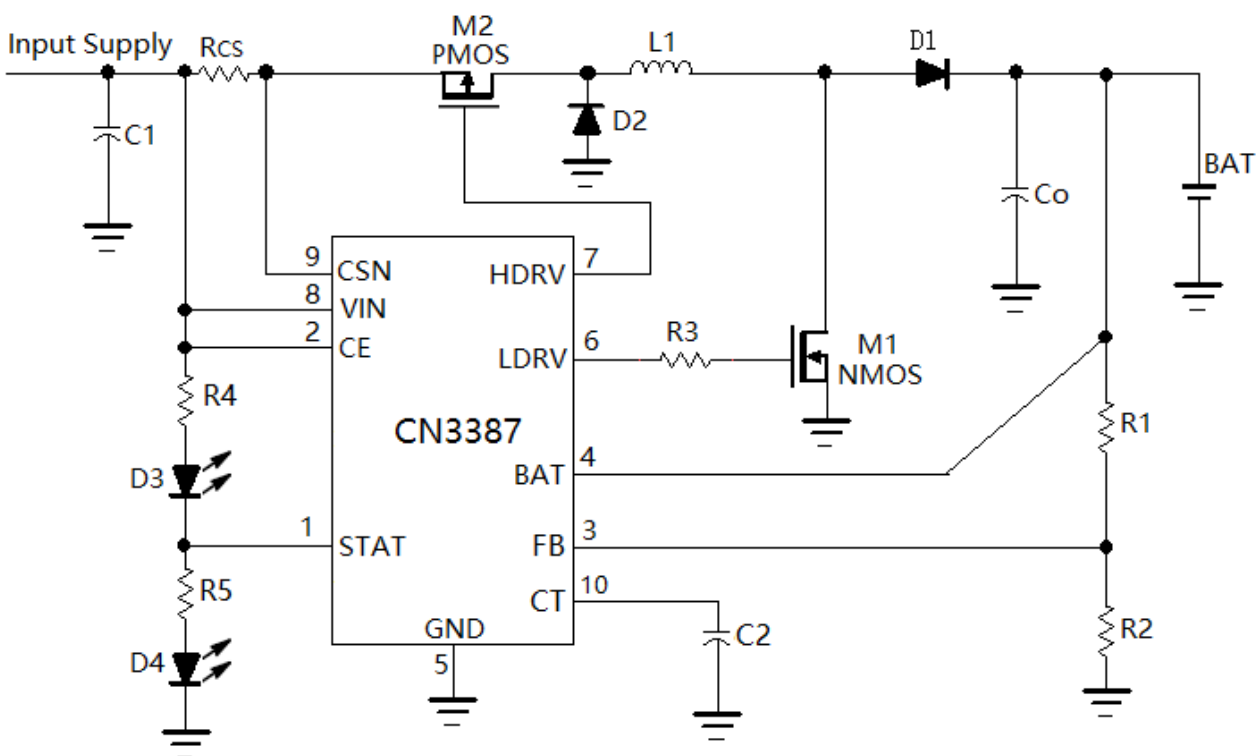 Input Supply
RCS
M2
PMOS
L1
D1
C1
D2
Co
BAT
9
CSN
HDRV
7
8
VIN
2
CE
LDRV
6
R3
M1
NMOS
R4
CN3387
R1
D3
BAT
4
1
STAT
FB
3
R5
CT
10
GND
C2
R2
D4
5